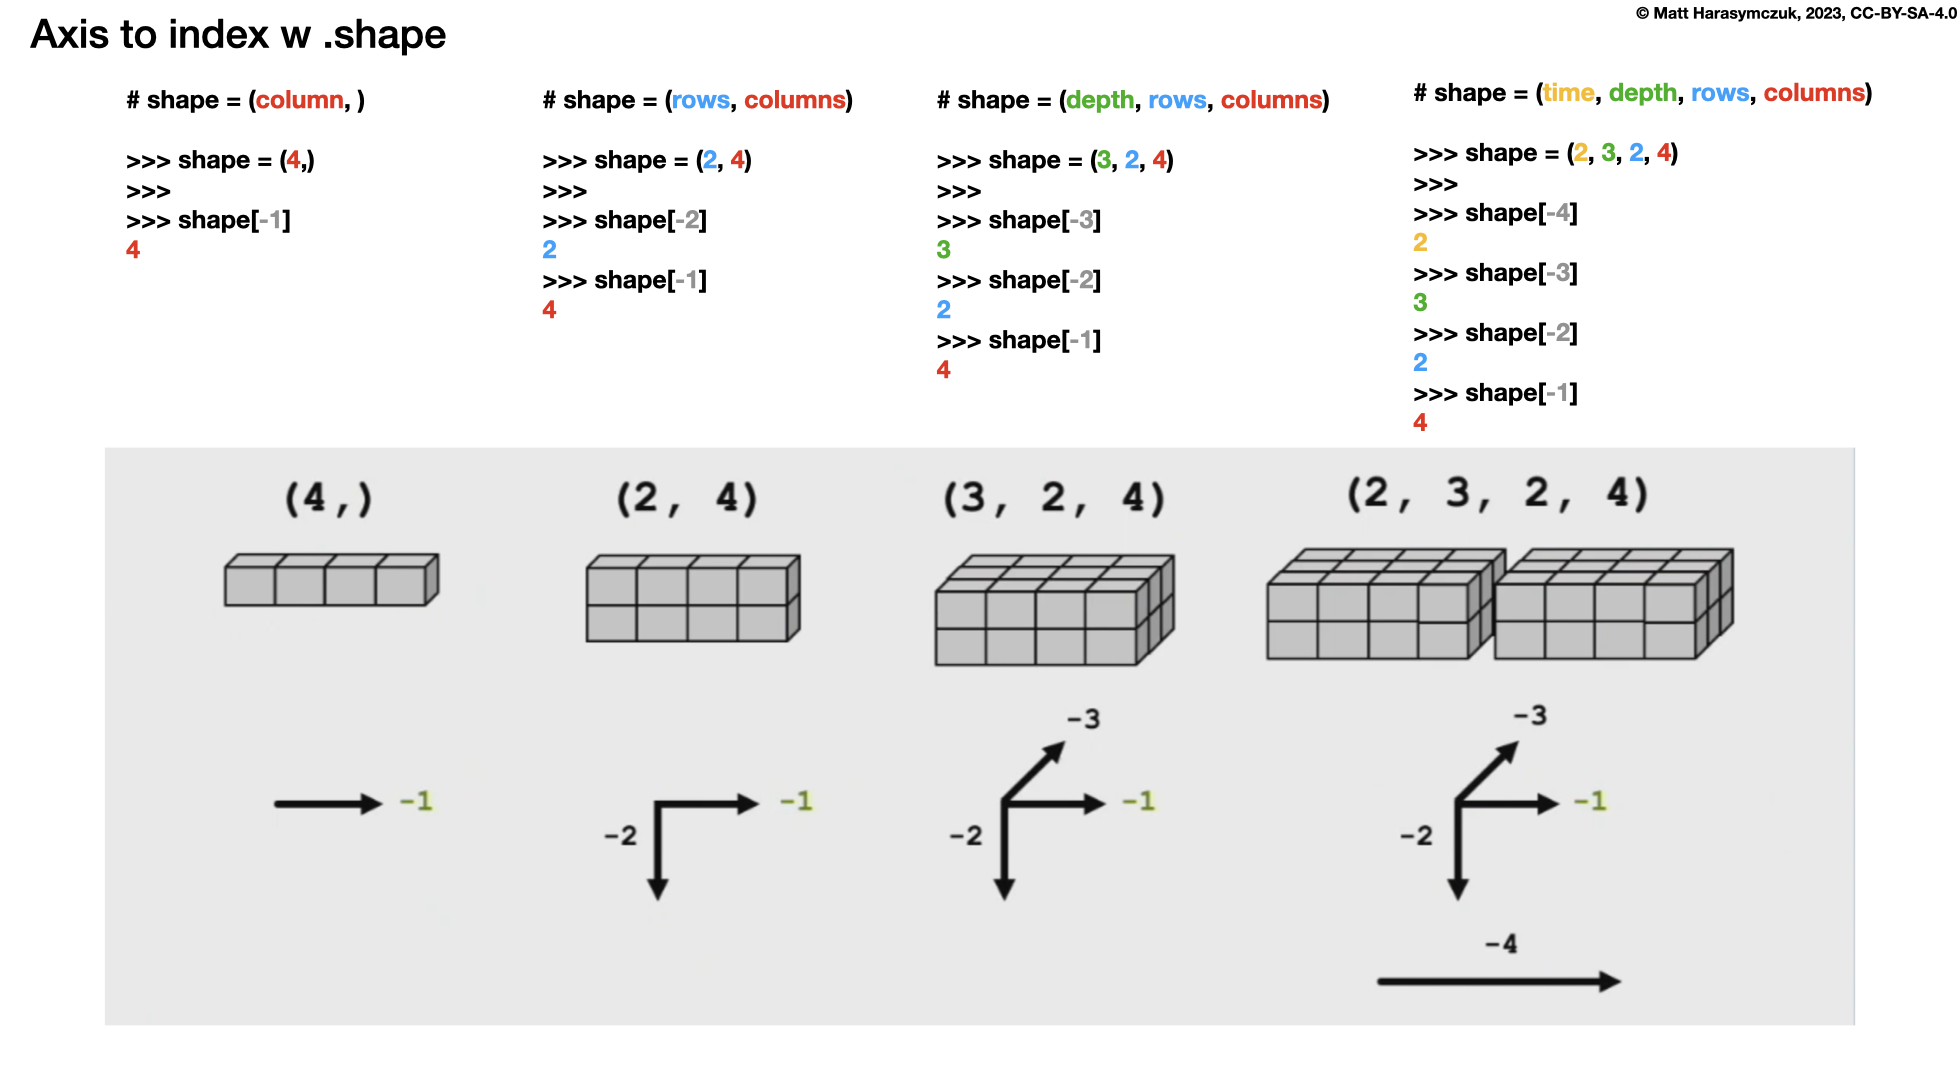 © Matt Harasymczuk, 2023, CC-BY-SA-4.0
Axis to index w .shape
# shape = (column, )
>>> shape = (4,)
>>>
>>> shape[-1]
4
# shape = (rows, columns)
>>> shape = (2, 4)
>>>
>>> shape[-2]
2
>>> shape[-1]
4
# shape = (depth, rows, columns)
>>> shape = (3, 2, 4)
>>>
>>> shape[-3]
3
>>> shape[-2]
2
>>> shape[-1]
4
# shape = (time, depth, rows, columns)
>>> shape = (2, 3, 2, 4)
>>>
>>> shape[-4]
2
>>> shape[-3]
3
>>> shape[-2]
2
>>> shape[-1]
4
(4,)
-1
(2, 4)
-1
-2
(3, 2, 4)
-3
-1
-2
(2, 3, 2, 4)
-3
-1
-2
-4